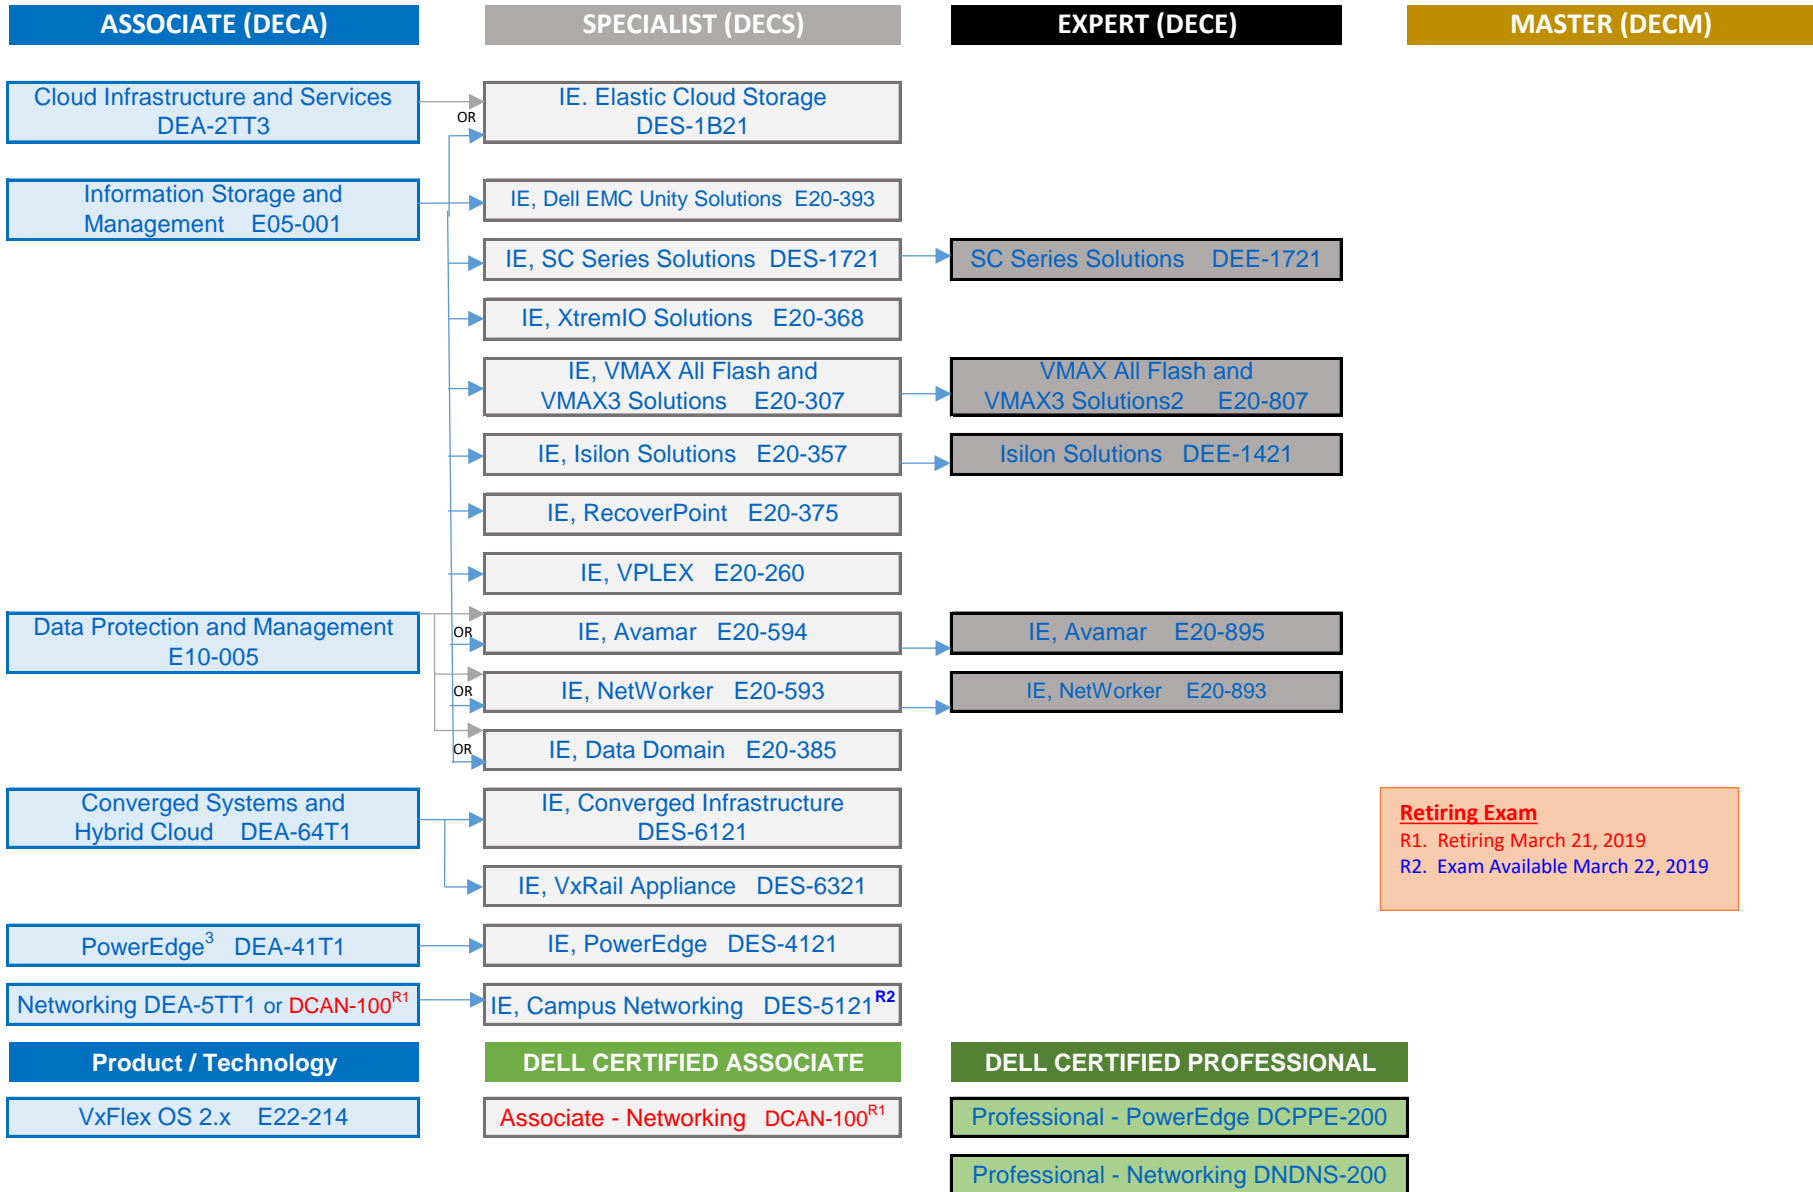 ASSOCIATE (DECA)
SPECIALIST (DECS)
EXPERT (DECE)
MASTER (DECM)
Cloud Infrastructure and Services
DEA-2TT3
OR
IE. Elastic Cloud Storage
DES-1B21
Information Storage and
Management E05-001
IE, Dell EMC Unity Solutions E20-393
IE, SC Series Solutions DES-1721
SC Series Solutions DEE-1721
IE, XtremIO Solutions E20-368
IE, VMAX All Flash and
VMAX3 Solutions E20-307
VMAX All Flash and
VMAX3 Solutions2 E20-807
IE, Isilon Solutions E20-357
Isilon Solutions DEE-1421
IE, RecoverPoint E20-375
IE, VPLEX E20-260
Data Protection and Management
E10-005
OR
IE, Avamar E20-594
IE, Avamar E20-895
OR
IE, NetWorker E20-593
IE, NetWorker E20-893
OR
IE, Data Domain E20-385
Converged Systems and
Hybrid Cloud DEA-64T1
IE, Converged Infrastructure
DES-6121
Retiring Exam
R1. Retiring March 21, 2019
R2. Exam Available March 22, 2019
IE, VxRail Appliance DES-6321
PowerEdge3 DEA-41T1
IE, PowerEdge DES-4121
Networking DEA-5TT1 or DCAN-100R1
IE, Campus Networking DES-5121R2
Product / Technology
DELL CERTIFIED ASSOCIATE
DELL CERTIFIED PROFESSIONAL
VxFlex OS 2.x E22-214
Associate - Networking DCAN-100R1
Professional - PowerEdge DCPPE-200
Professional - Networking DNDNS-200